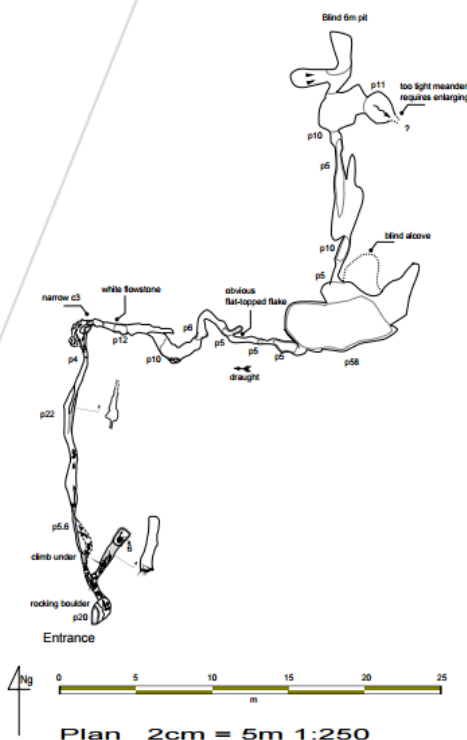 Blind 6m pit
p11
too tight meander
requires enlarging
?
p10
p5
p10
blind alcove
p5
white flowstone
obvious
flat-topped flake
narrow c3
p6
p12
p4
p10
p5
p5
p5
p58
draught
p22
p5.6
6
climb under
rocking boulder
p20
Entrance
Ng
0 5 10 15 20 25
m
Plan 2cm = 5m 1:250